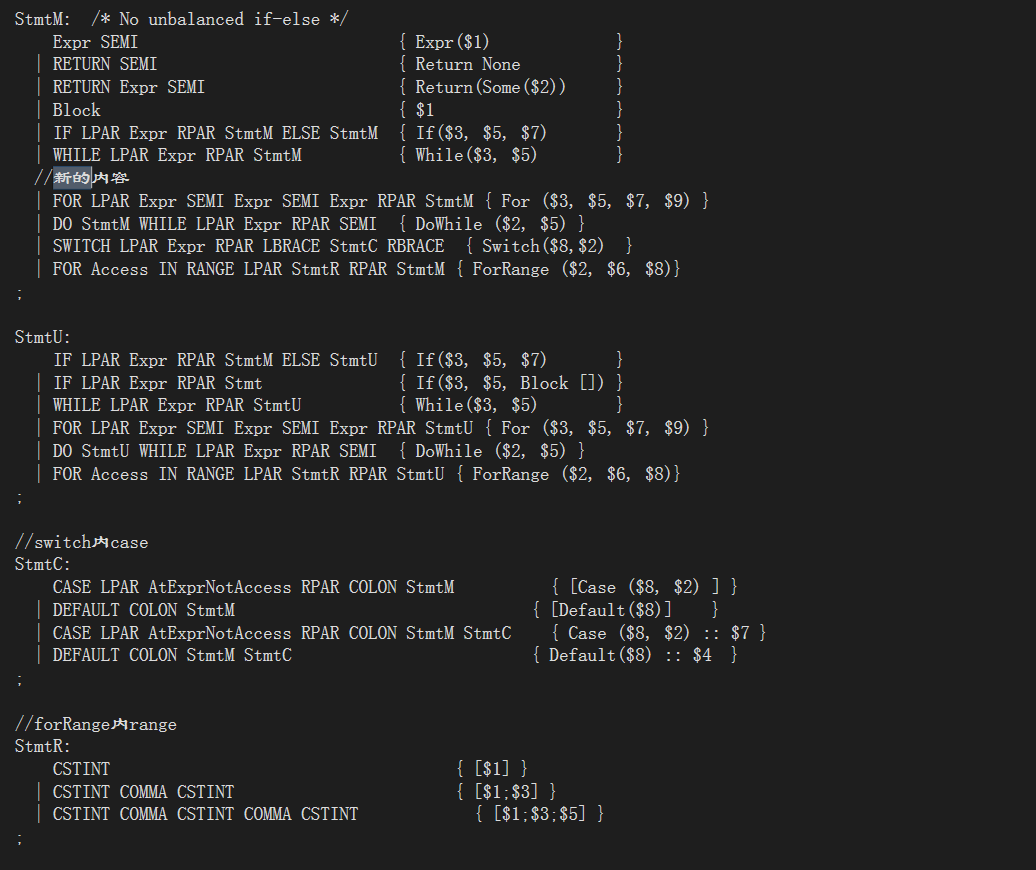 StmtM:  /* No unbalanced if-else */
    Expr SEMI                           { Expr($1)             }
  | RETURN SEMI                         { Return None          }
  | RETURN Expr SEMI                    { Return(Some($2))     }
  | Block                               { $1                   }
  | IF LPAR Expr RPAR StmtM ELSE StmtM  { If($3, $5, $7)       }
  | WHILE LPAR Expr RPAR StmtM          { While($3, $5)        }
  //新的内容
  | FOR LPAR Expr SEMI Expr SEMI Expr RPAR StmtM { For ($3, $5, $7, $9) }
  | DO StmtM WHILE LPAR Expr RPAR SEMI  { DoWhile ($2, $5) }
  | SWITCH LPAR Expr RPAR LBRACE StmtC RBRACE  { Switch($8,$2)  }
  | FOR Access IN RANGE LPAR StmtR RPAR StmtM { ForRange ($2, $6, $8)}
;
StmtU:
    IF LPAR Expr RPAR StmtM ELSE StmtU  { If($3, $5, $7)       }
  | IF LPAR Expr RPAR Stmt              { If($3, $5, Block []) }
  | WHILE LPAR Expr RPAR StmtU          { While($3, $5)        }
  | FOR LPAR Expr SEMI Expr SEMI Expr RPAR StmtU { For ($3, $5, $7, $9) }
  | DO StmtU WHILE LPAR Expr RPAR SEMI  { DoWhile ($2, $5) }
  | FOR Access IN RANGE LPAR StmtR RPAR StmtU { ForRange ($2, $6, $8)}
;
//switch内case
StmtC:
    CASE LPAR AtExprNotAccess RPAR COLON StmtM          { [Case ($8, $2) ] }
  | DEFAULT COLON StmtM                               { [Default($8)]    }
  | CASE LPAR AtExprNotAccess RPAR COLON StmtM StmtC    { Case ($8, $2) :: $7 }
  | DEFAULT COLON StmtM StmtC                         { Default($8) :: $4  }
;
//forRange内range
StmtR:
    CSTINT                                    { [$1] }
  | CSTINT COMMA CSTINT                       { [$1;$3] }
  | CSTINT COMMA CSTINT COMMA CSTINT            { [$1;$3;$5] }
;